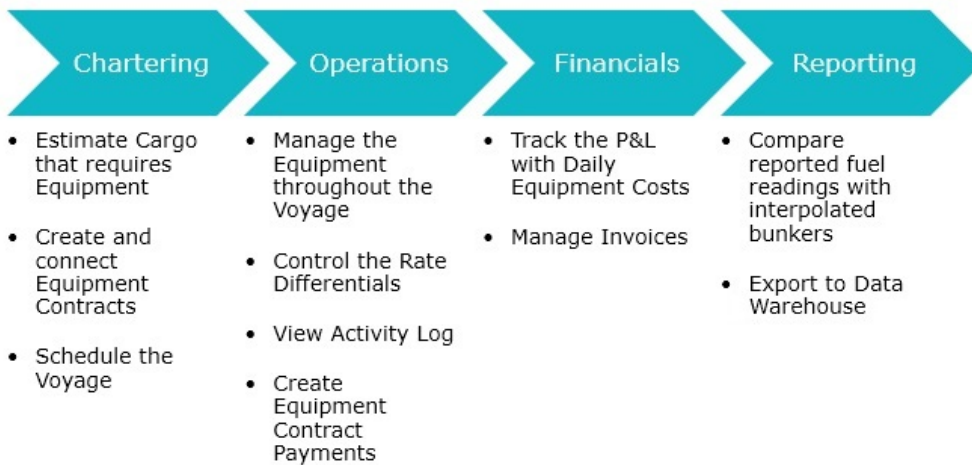 Chartering
Operations
Financials
Reporting
• Estimate Cargo
that requires
Equipment
• Create and
connect
Equipment
Contracts
• Schedule the
Voyage
• Manage the
Equipment
throughout the
Voyage
• Control the Rate
Differentials
• View Activity Log
• Create
Equipment
Contract
Payments
• Track the P&L
with Daily
Equipment Costs
• Manage Invoices
• Compare
reported fuel
readings with
interpolated
bunkers
• Export to Data
Warehouse